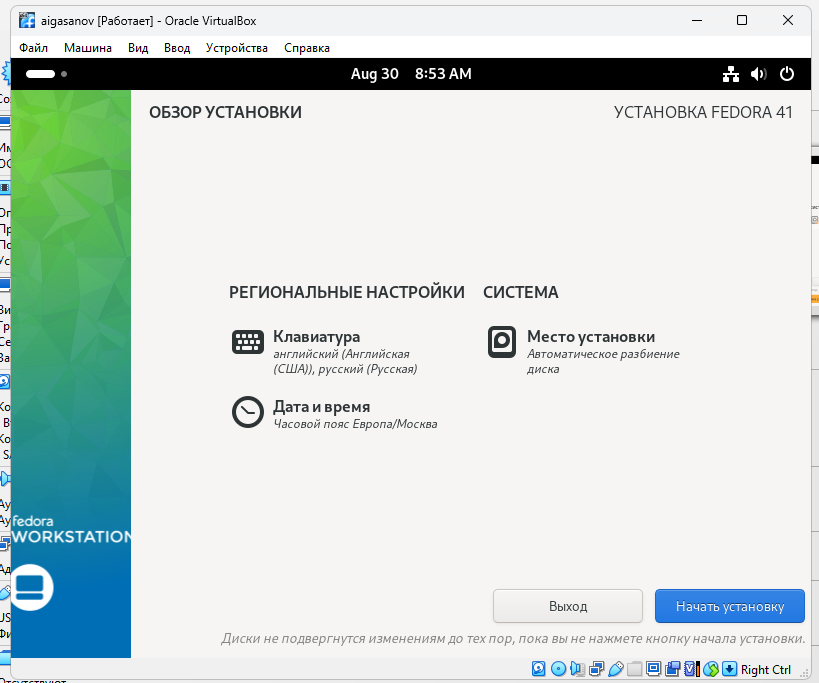 aigasanov [Работает] - Oracle VirtualBox
Файл Машина Вид Ввод Устройства Справка
Aug 30 8:53 AM
ОБЗОР УСТАНОВКИ
УСТАНОВКА FEDORA 41
РЕГИОНАЛЬНЫЕ НАСТРОЙКИ
СИСТЕМА
Клавиатура
английский (Английская
(США)), русский (Русская)
Место установки
Автоматическое разбиение
диска
Дата и время
Часовой пояс Европа/Москва
fedora
WORKSTATION
Выход
Начать установку
Диски не подвергнутся изменениям до тех пор, пока вы не нажмете кнопку начала установки.
Right Ctrl